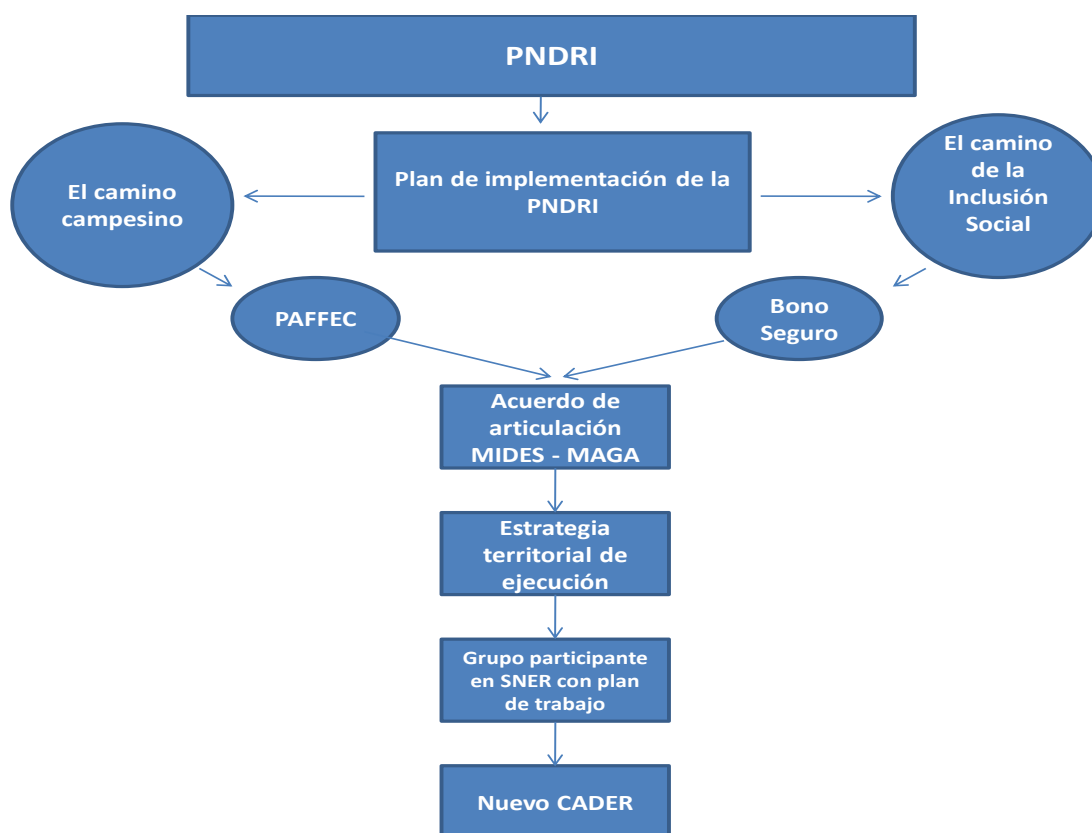 PNDRI
Plan de implementación de la
PNDRI
El camino
campesino
El camino
de la
Inclusión
Social
PAFFEC
Bono
Seguro
Acuerdo de
articulación
MIDES - MAGA
Estrategia
territorial de
ejecución
Grupo participante
en SNER con plan
de trabajo
Nuevo CADER